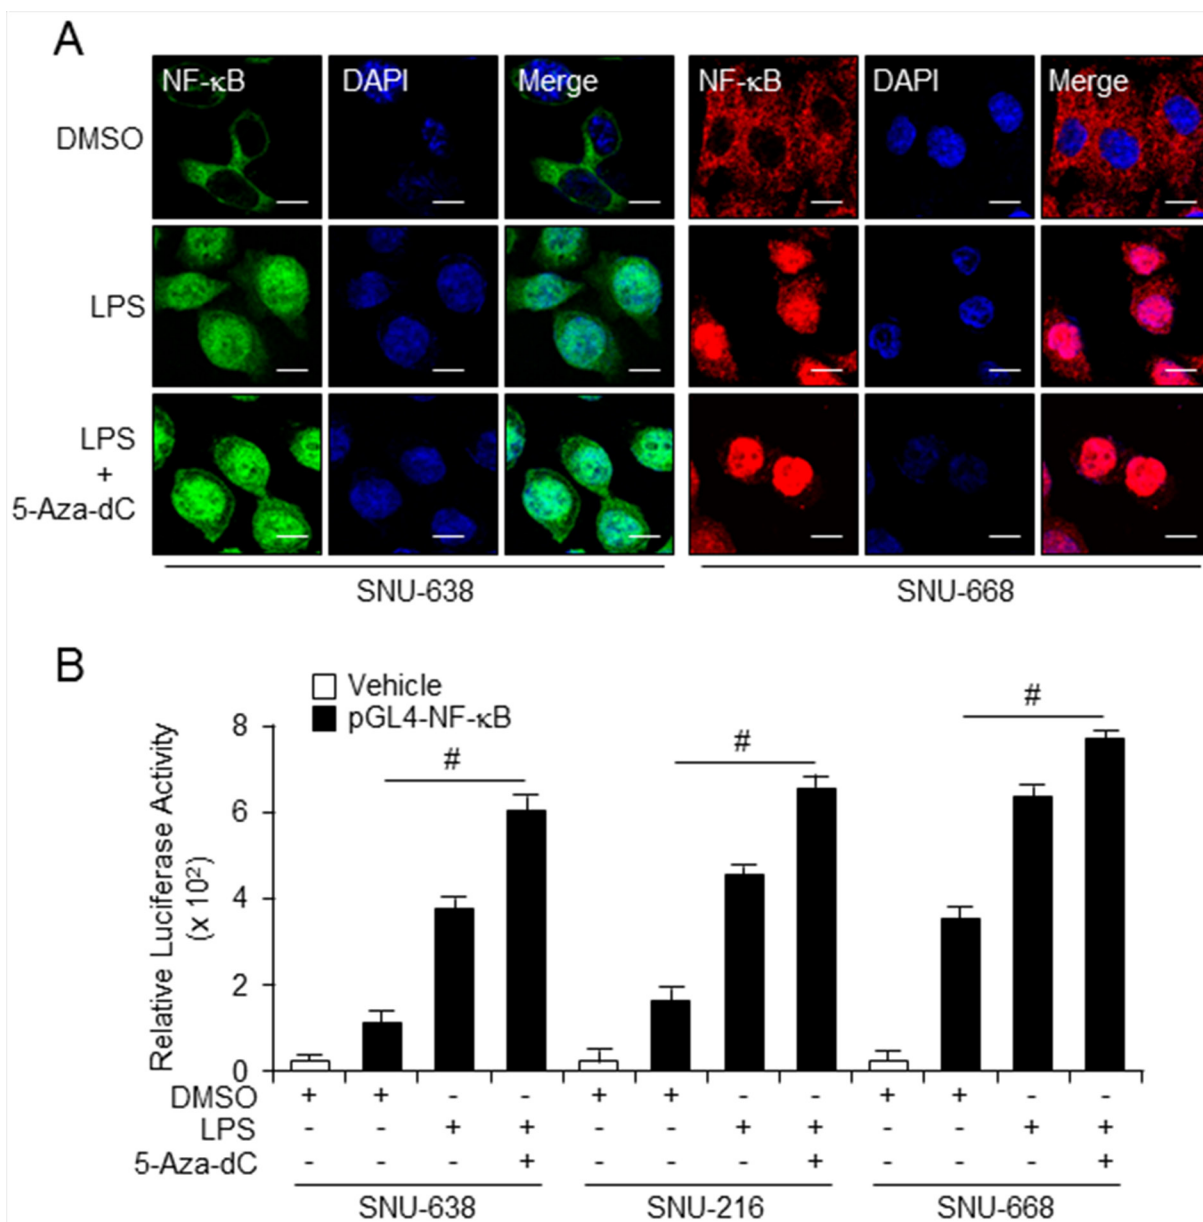 A
NF-κB DAPI Merge NF-κB DAPI Merge
DMSO
LPS
LPS
+
5-Aza-dC
SNU-638 SNU-668
B
Vehicle
pGL4-NF-κB
Relative Luciferase Activity
(x 10²)
8
6
4
2
0
# # #
DMSO + + - - + + - - + + - -
LPS - - + + - - + + - - + +
5-Aza-dC - - - + - - - + - - - +
SNU-638 SNU-216 SNU-668